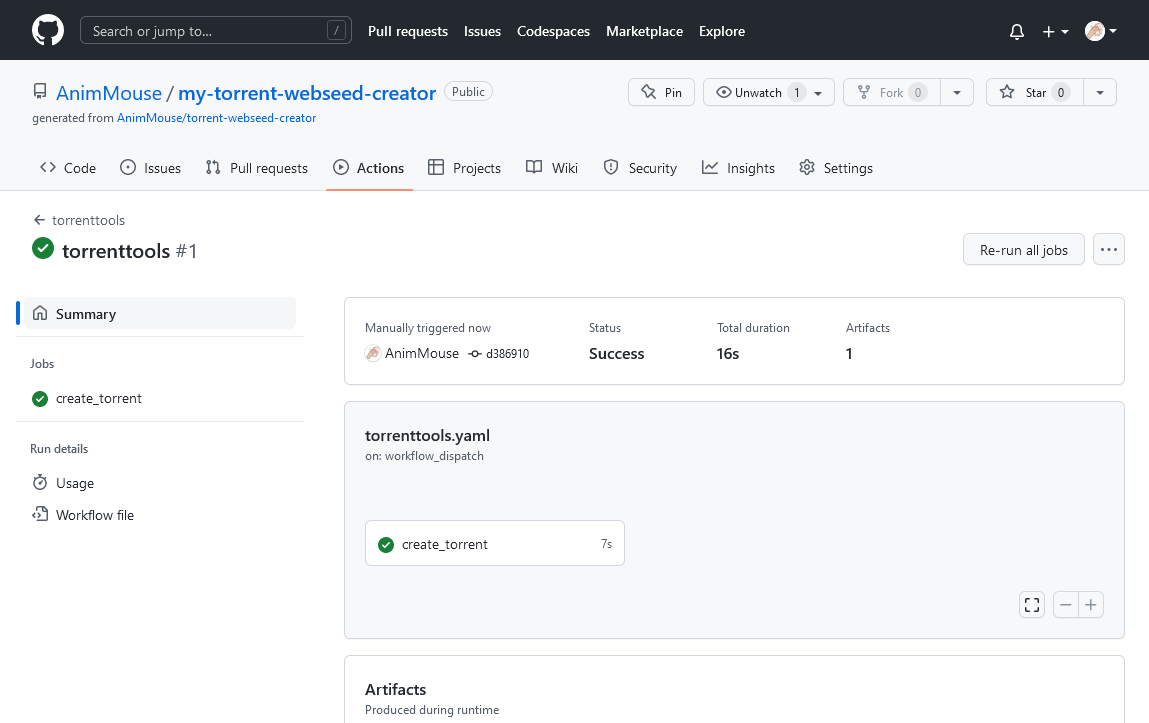 Search or jump to... / Pull requests Issues Codespaces Marketplace Explore
AnimMouse / my-torrent-webseed-creator Public Pin Unwatch 1 Fork 0 Star 0
generated from AnimMouse/torrent-webseed-creator
Code Issues Pull requests Actions Projects Wiki Security Insights Settings
torrenttools
torrenttools #1
Re-run all jobs
Summary
Jobs
create_torrent
Run details
Usage
Workflow file
Manually triggered now Status Total duration Artifacts
AnimMouse d386910 Success 16s 1
torrenttools.yaml
on: workflow_dispatch
create_torrent 7s
Artifacts
Produced during runtime